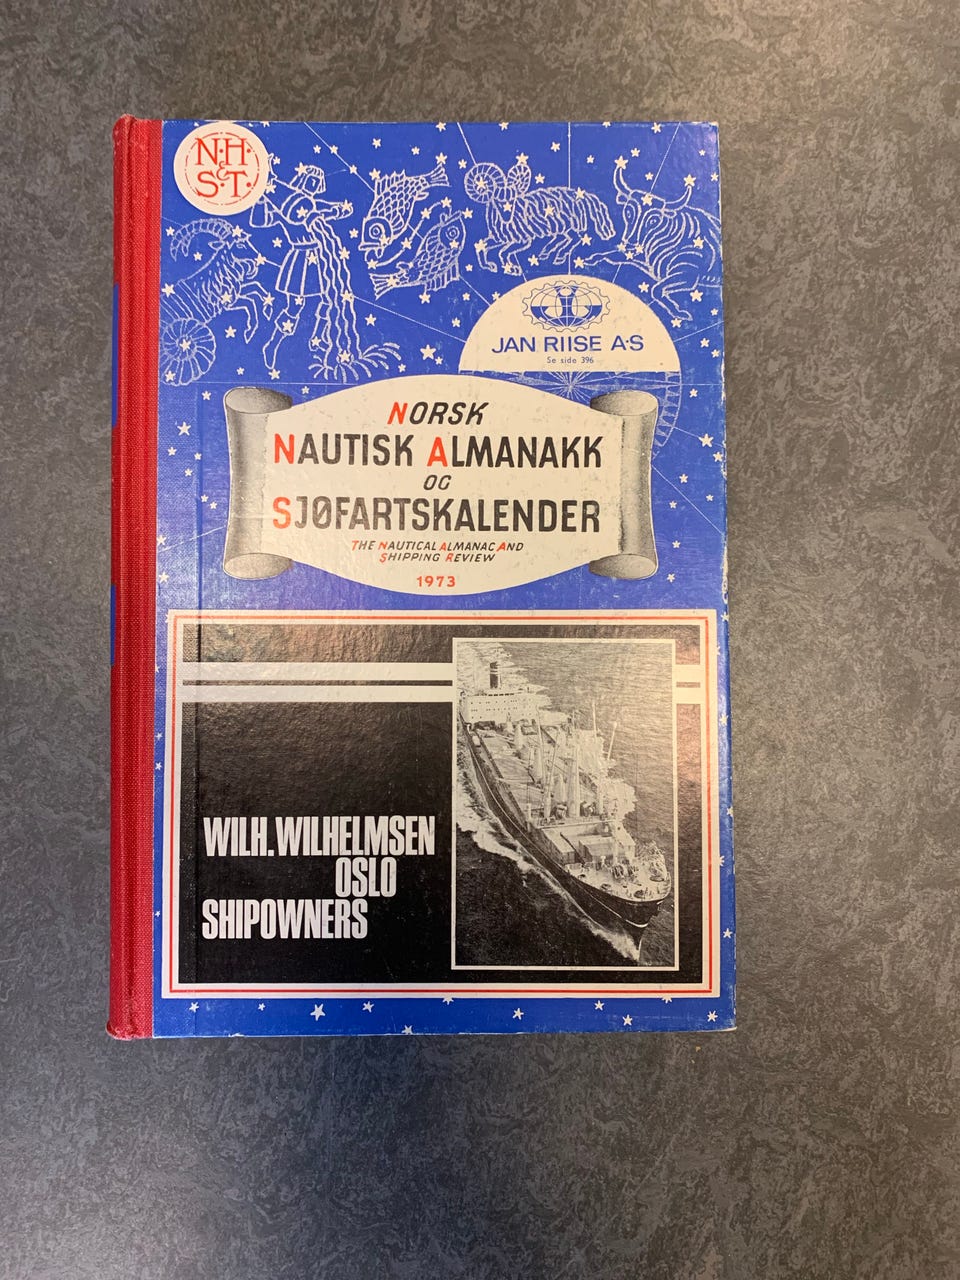 N·H·
&
S·T·
JAN RIISE A·S
Se side 396
NORSK
NAUTISK ALMANAKK
OG
SJØFARTSKALENDER
THE NAUTICAL ALMANAC AND
SHIPPING REVIEW
1973
WILH. WILHELMSEN
OSLO
SHIPOWNERS